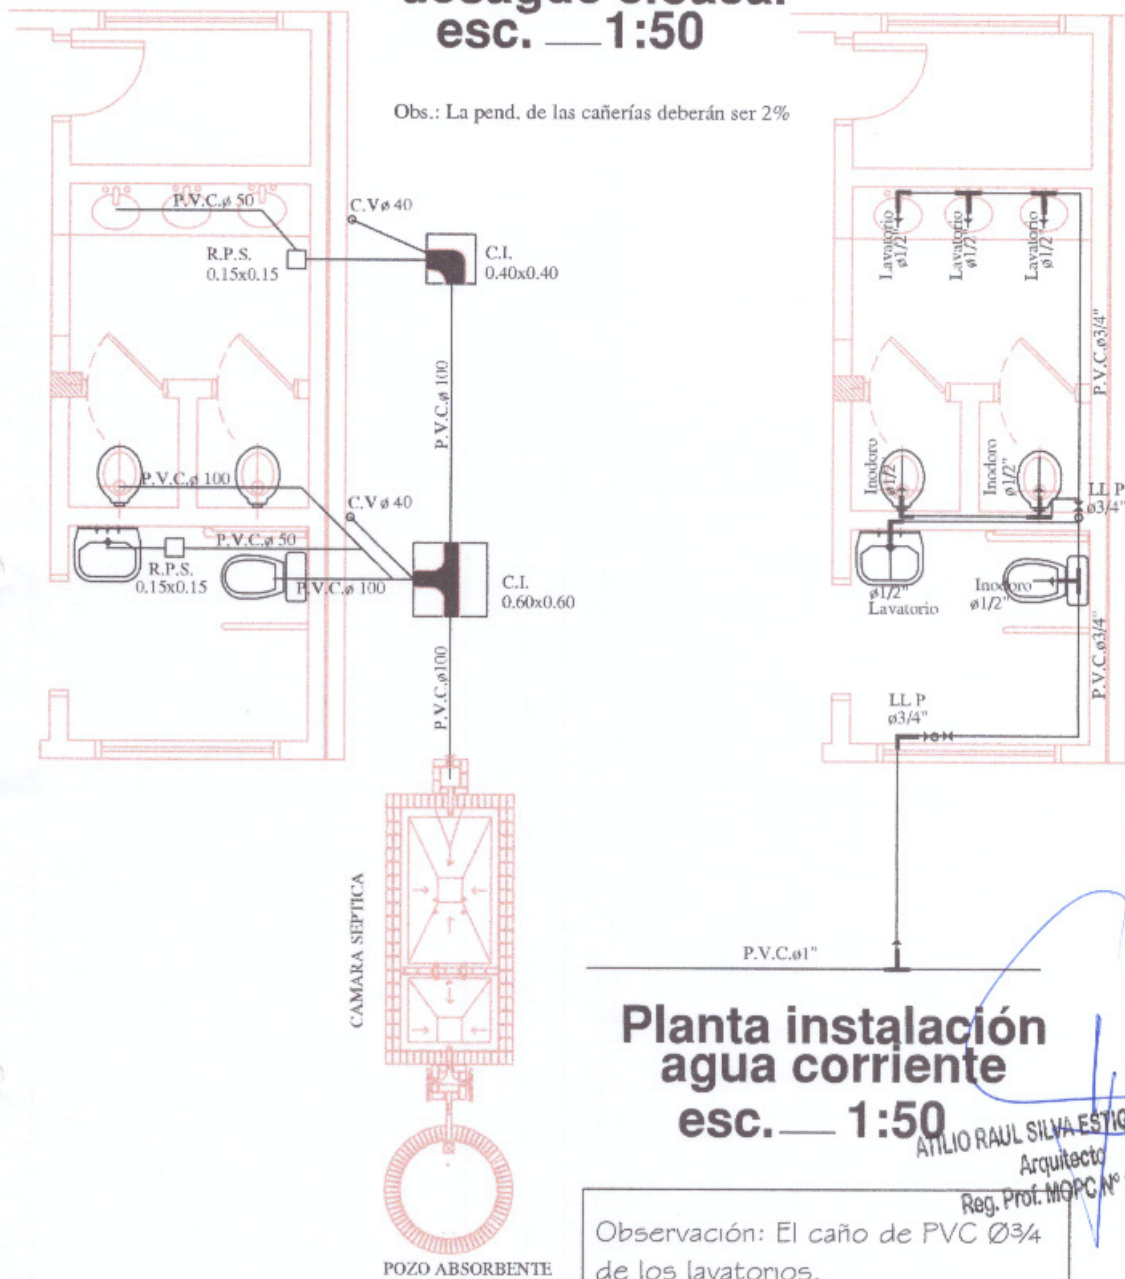 esc. __ 1:50
Obs.: La pend. de las cañerías deberán ser 2%
P.V.C.ø 50
C.Vø 40
R.P.S.
0.15x0.15
C.I.
0.40x0.40
P.V.C.ø 100
P.V.C.ø 100
C.V ø 40
P.V.C.ø 50
R.P.S.
0.15x0.15
P.V.C.ø 100
C.I.
0.60x0.60
P.V.C.ø100
CAMARA SEPTICA
POZO ABSORBENTE
Lavatorio
ø1/2"
Lavatorio
ø1/2"
Lavatorio
ø1/2"
P.V.C.ø3/4"
Inodoro
ø1/2"
Inodoro
ø1/2"
LL P
ø3/4"
ø1/2"
Lavatorio
Inodoro
ø1/2"
P.V.C.ø3/4"
LL P
ø3/4"
P.V.C.ø1"
Planta instalación
agua corriente
esc.__ 1:50
ATILIO RAUL SILVA
Arquitecto
Reg. Prof. MOPC Nº
Observación: El caño de PVC Ø3/4
de los lavatorios.